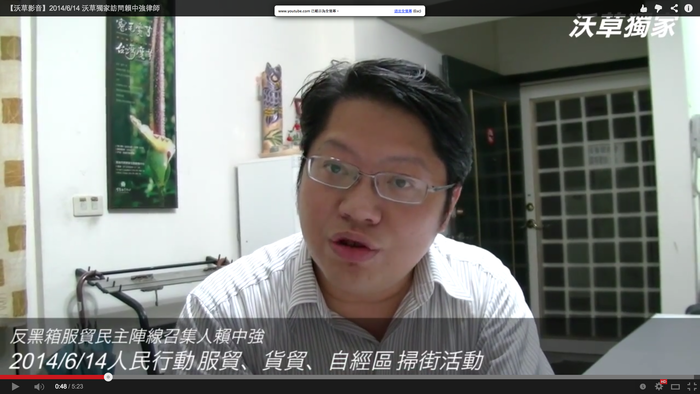 【沃草影音】2014/6/14 沃草獨家訪問賴中強律師
沃草獨家
反黑箱服貿民主陣線召集人賴中強
2014/6/14人民行動 服貿、貨貿、自經區 掃街活動
0:48 / 5:23